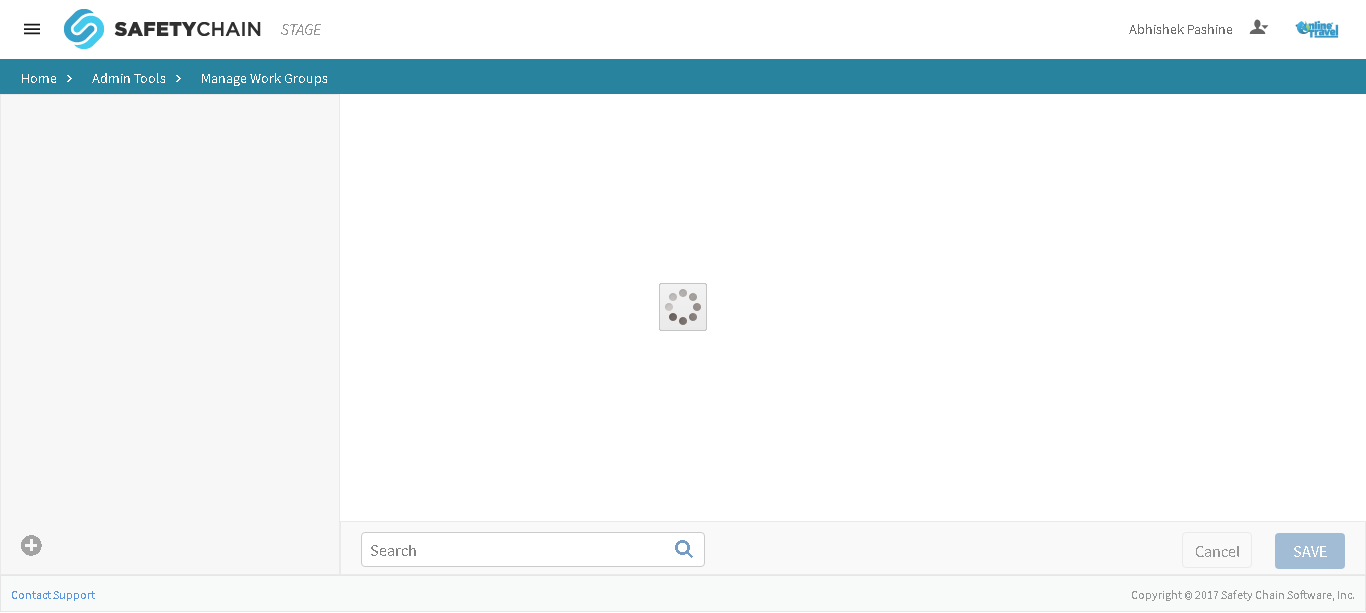 SAFETYCHAIN STAGE
Abhishek Pashine
Online Travel
Home > Admin Tools > Manage Work Groups
Search
Cancel
SAVE
Contact Support
Copyright © 2017 Safety Chain Software, Inc.